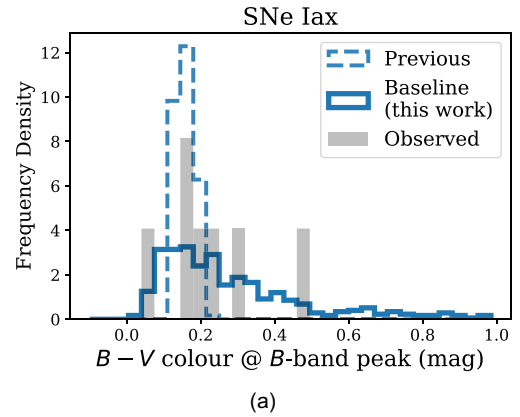 SNe Iax
Frequency Density
12
10
8
6
4
2
0
Previous
Baseline
(this work)
Observed
0.0 0.2 0.4 0.6 0.8 1.0
B − V colour @ B-band peak (mag)
(a)